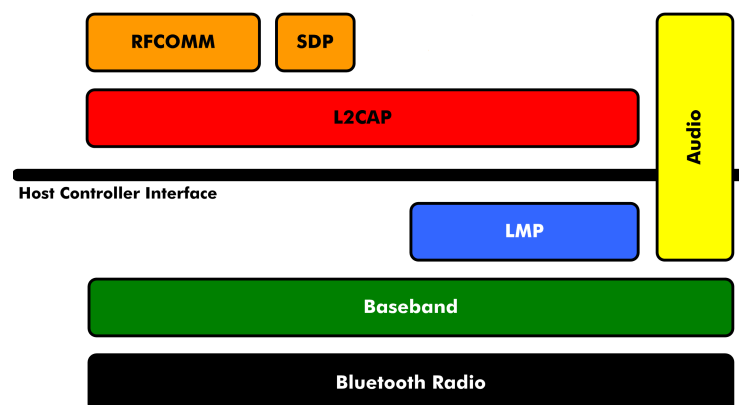 RFCOMM
SDP
L2CAP
Audio
Host Controller Interface
LMP
Baseband
Bluetooth Radio